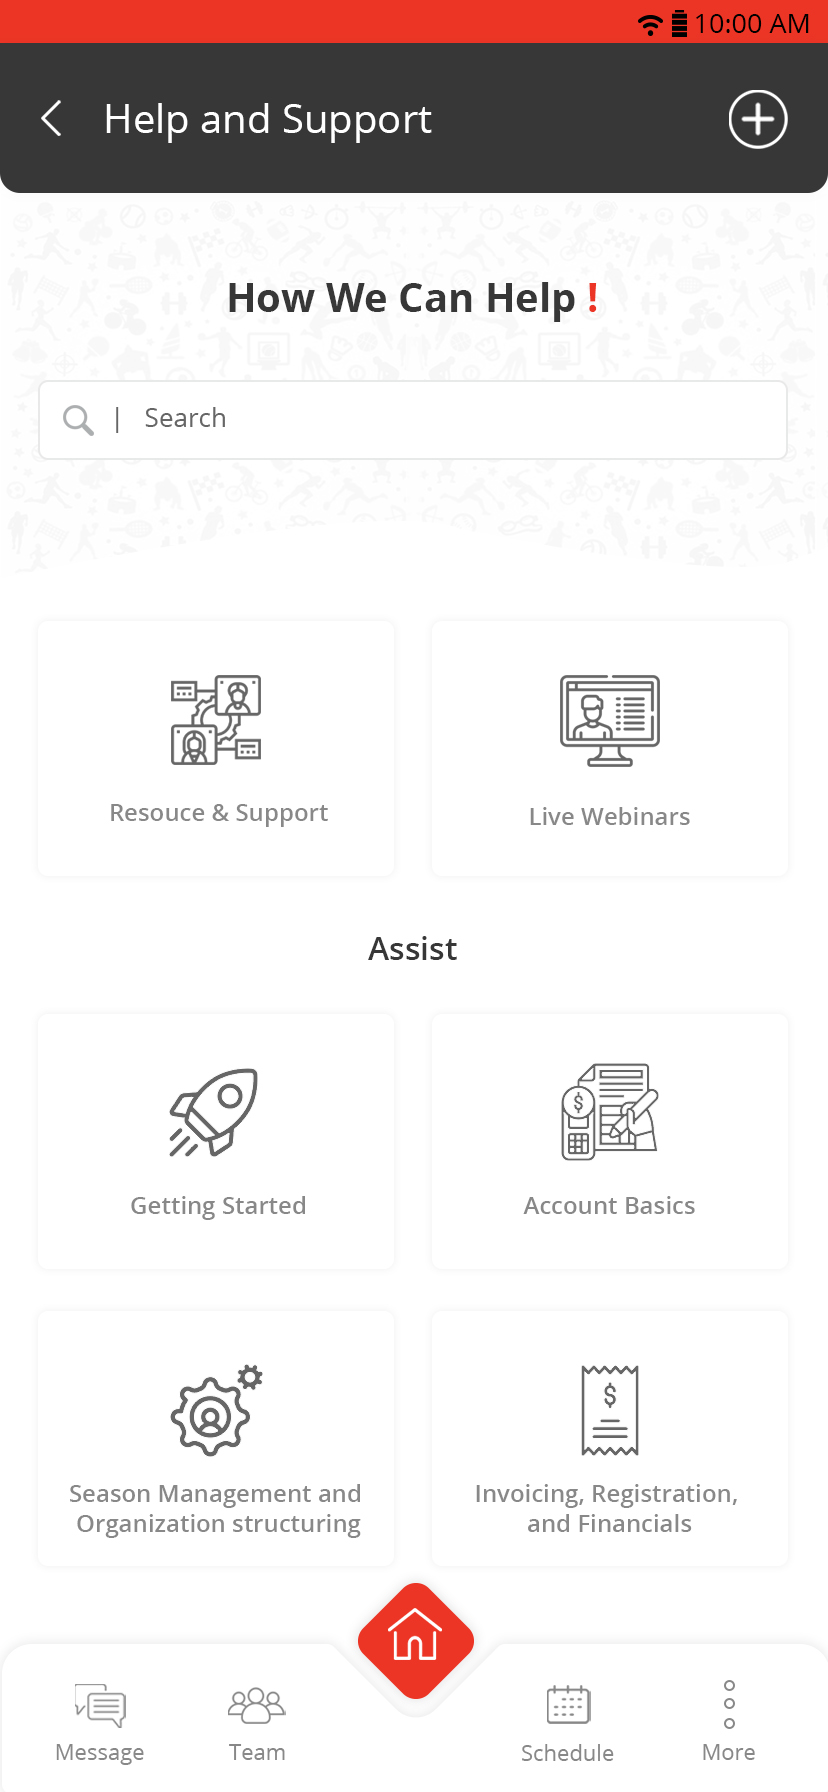 10:00 AM
Help and Support
How We Can Help !
| Search
Resouce & Support
Live Webinars
Assist
Getting Started
Account Basics
Season Management and
Organization structuring
Invoicing, Registration,
and Financials
Message
Team
Schedule
More